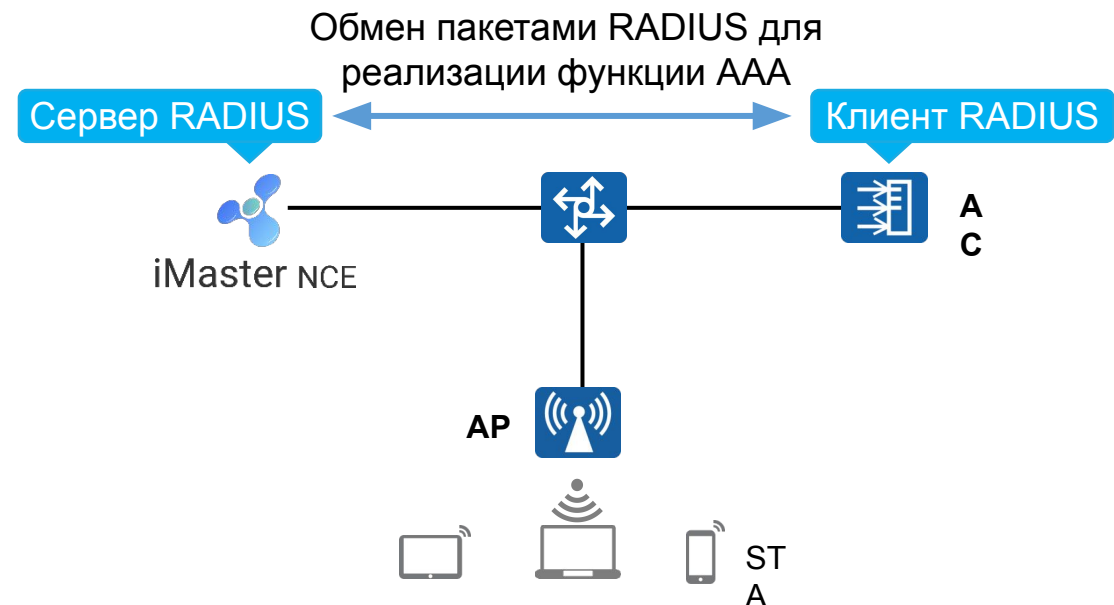 Обмен пакетами RADIUS для
реализации функции AAA
Сервер RADIUS
Клиент RADIUS
A
C
iMaster NCE
AP
ST
A